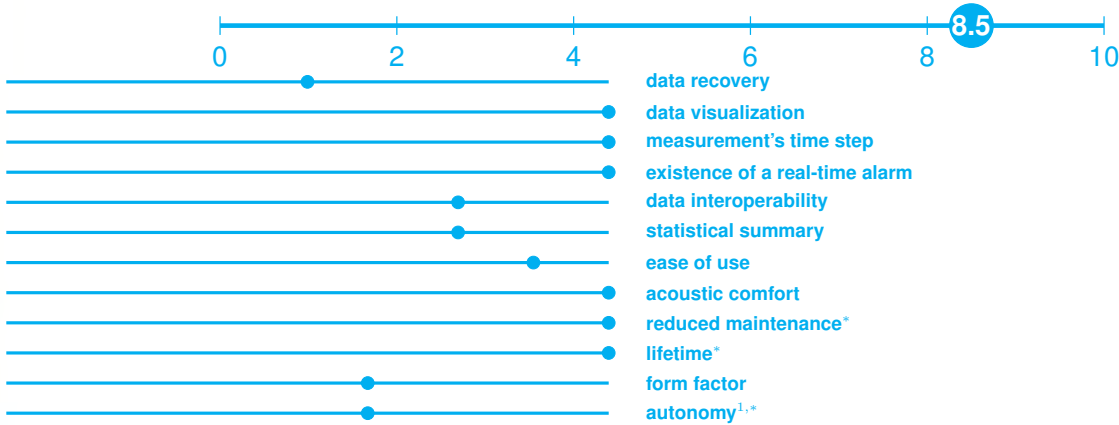 8.5
0 2 4 6 8 10
data recovery
data visualization
measurement's time step
existence of a real-time alarm
data interoperability
statistical summary
ease of use
acoustic comfort
reduced maintenance*
lifetime*
form factor
autonomy1,*